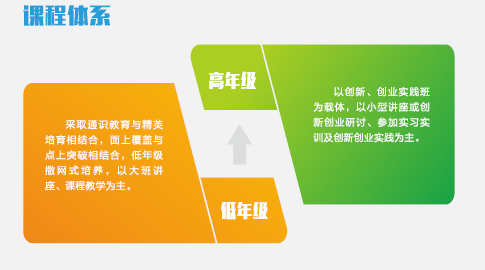 课程体系
高年级
以创新、创业实践班
为载体，以小型讲座或创
新创业研讨、参加实习实
训及创新创业实践为主。
采取通识教育与精英
培育相结合，面上覆盖与
点上突破相结合，低年级
撒网式培养，以大班讲
座、课程教学为主。
低年级